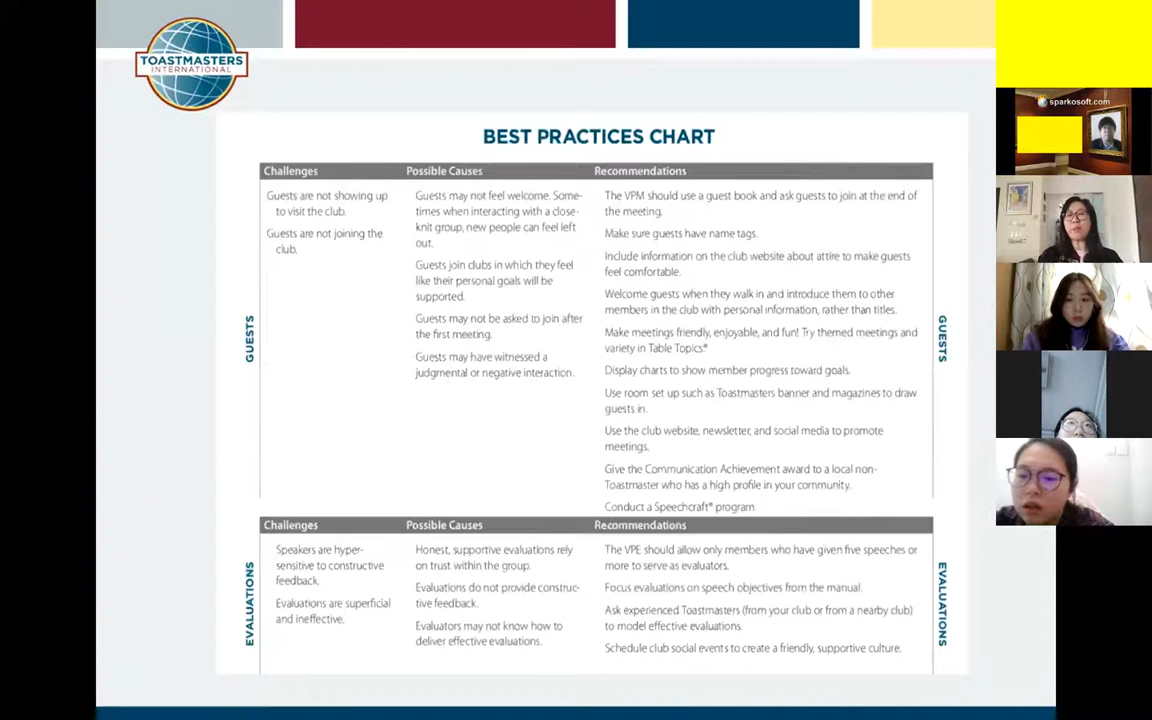 TOASTMASTERS
INTERNATIONAL
sparkosoft.com
BEST PRACTICES CHART
Challenges Possible Causes Recommendations
GUESTS
Guests are not showing up
to visit the club.
Guests are not joining the
club.
Guests may not feel welcome. Some-
times when interacting with a close-
knit group, new people can feel left
out.
Guests join clubs in which they feel
like their personal goals will be
supported.
Guests may not be asked to join after
the first meeting.
Guests may have witnessed a
judgmental or negative interaction.
The VPM should use a guest book and ask guests to join at the end of
the meeting.
Make sure guests have name tags.
Include information on the club website about attire to make guests
feel comfortable.
Welcome guests when they walk in and introduce them to other
members in the club with personal information, rather than titles.
Make meetings friendly, enjoyable, and fun! Try themed meetings and
variety in Table Topics®
Display charts to show member progress toward goals.
Use room set up such as Toastmasters banner and magazines to draw
guests in.
Use the club website, newsletter, and social media to promote
meetings.
Give the Communication Achievement award to a local non-
Toastmaster who has a high profile in your community.
Conduct a Speechcraft® program.
GUESTS
Challenges Possible Causes Recommendations
EVALUATIONS
Speakers are hyper-
sensitive to constructive
feedback.
Evaluations are superficial
and ineffective.
Honest, supportive evaluations rely
on trust within the group.
Evaluations do not provide construc-
tive feedback.
Evaluators may not know how to
deliver effective evaluations.
The VPE should allow only members who have given five speeches or
more to serve as evaluators.
Focus evaluations on speech objectives from the manual.
Ask experienced Toastmasters (from your club or from a nearby club)
to model effective evaluations.
Schedule club social events to create a friendly, supportive culture.
EVALUATIONS